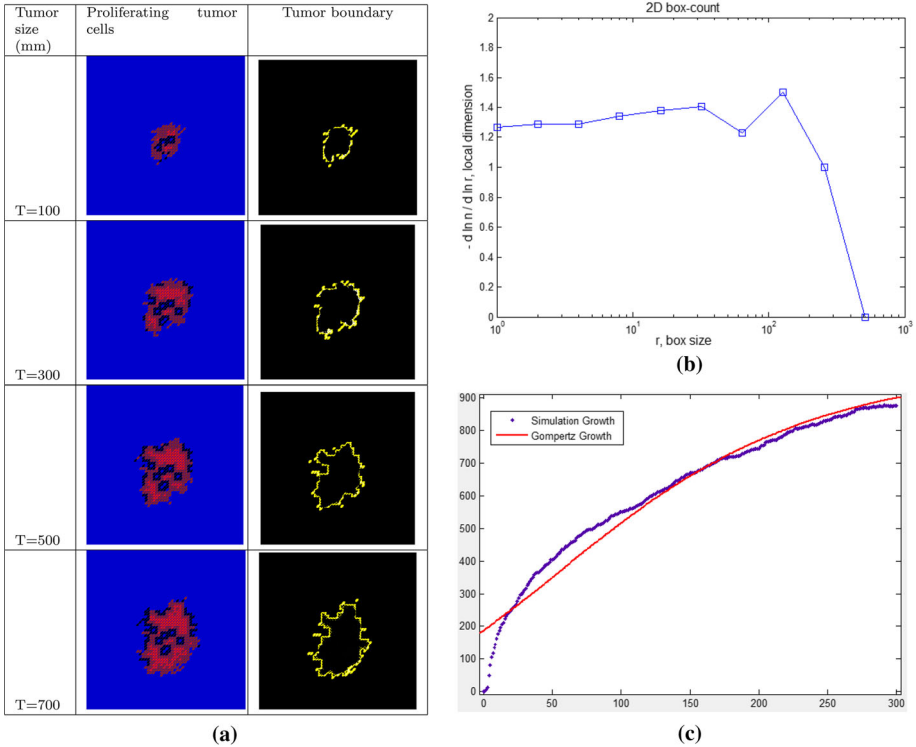 Tumor size (mm)
Proliferating tumor cells
Tumor boundary
T=100
T=300
T=500
T=700
(a)
2D box-count
- d ln n / d ln r, local dimension
2
1.8
1.6
1.4
1.2
1
0.8
0.6
0.4
0.2
0
10^0
10^1
10^2
10^3
r, box size
(b)
900
800
700
600
500
400
300
200
100
0
Simulation Growth
Gompertz Growth
0
50
100
150
200
250
300
(c)